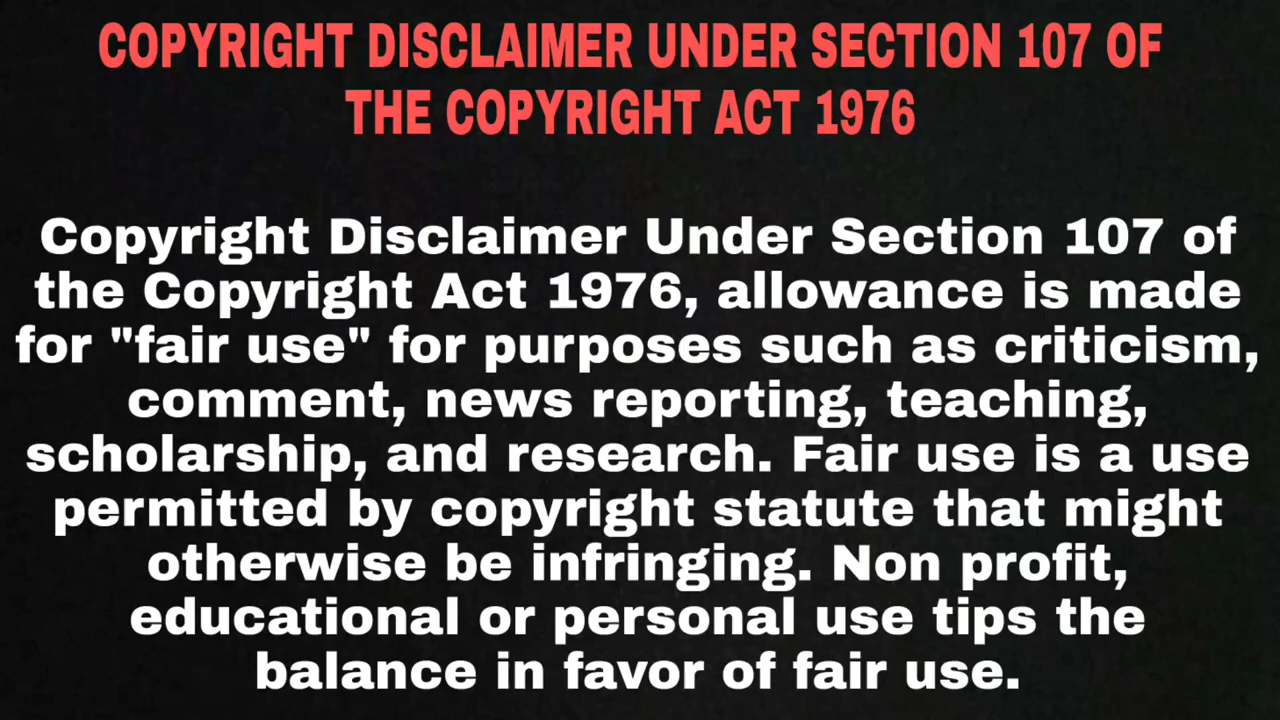 COPYRIGHT DISCLAIMER UNDER SECTION 107 OF
THE COPYRIGHT ACT 1976
Copyright Disclaimer Under Section 107 of
the Copyright Act 1976, allowance is made
for "fair use" for purposes such as criticism,
comment, news reporting, teaching,
scholarship, and research. Fair use is a use
permitted by copyright statute that might
otherwise be infringing. Non profit,
educational or personal use tips the
balance in favor of fair use.